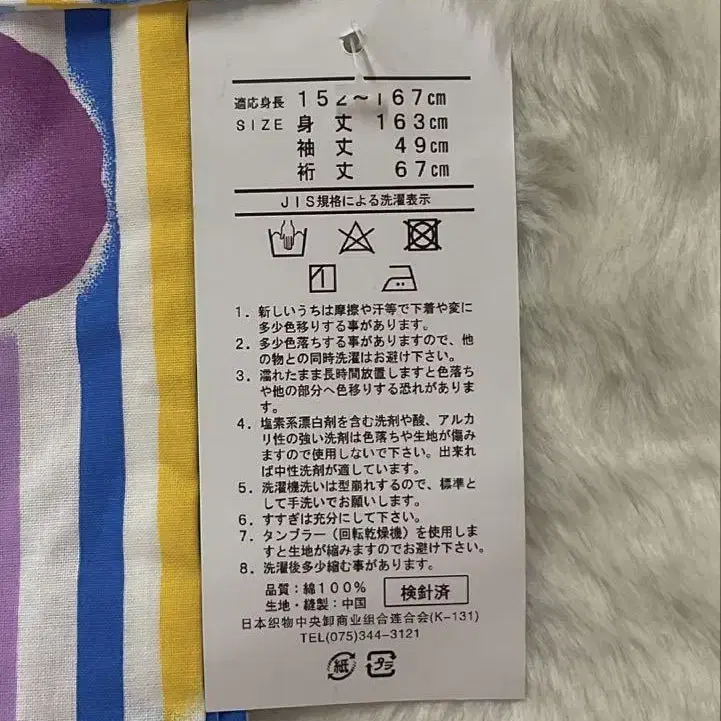 適応身長 152～167cm
SIZE 身丈 163cm
袖丈 49cm
裄丈 67cm
JIS規格による洗濯表示
1. 新しいうちは摩擦や汗等で下着や変に
多少色移りする事があります。
2. 多少色落ちする事がありますので、他
の物との同時洗濯はお避け下さい。
3. 濡れたまま長時間放置しますと色落ち
や他の部分へ色移りする恐れがありま
す。
4. 塩素系漂白剤を含む洗剤や酸、アルカ
リ性の強い洗剤は色落ちや生地が傷み
ますので使用しないで下さい。出来れ
ば中性洗剤が適しています。
5. 洗濯機洗いは型崩れするので、標準と
して手洗いでお願いします。
6. すすぎは充分にして下さい。
7. タンブラー（回転乾燥機）を使用しま
すと生地が縮みますのでお避け下さい。
8. 洗濯後多少縮む事があります。
品質：綿100％
生地・縫製：中国
検針済
日本織物中央卸商業組合連合会(K-131)
TEL(075)344-3121
紙 プラ